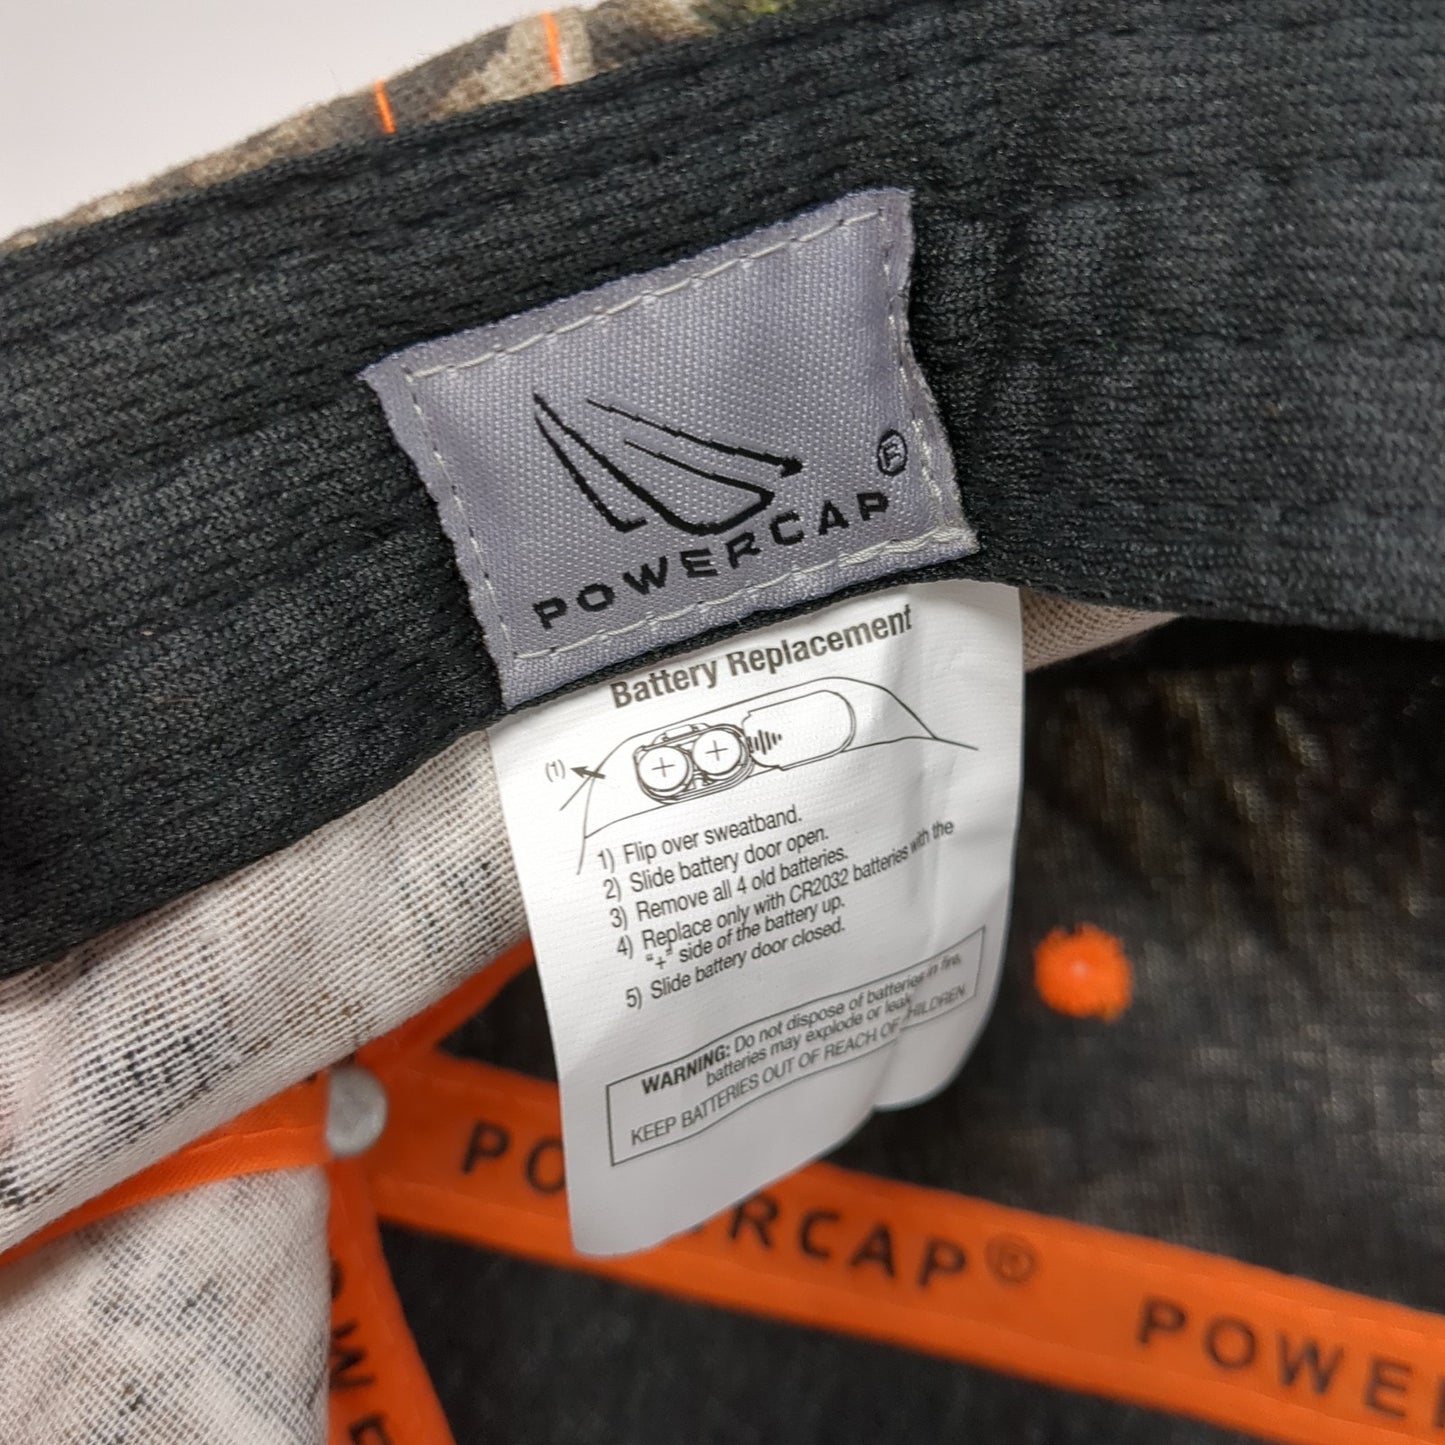 POWERCAP®
Battery Replacement
(1)
+ +
1) Flip over sweatband.
2) Slide battery door open.
3) Remove all 4 old batteries.
4) Replace only with CR2032 batteries with the
"+" side of the battery up.
5) Slide battery door closed.
WARNING: Do not dispose of batteries in fire,
batteries may explode or leak
KEEP BATTERIES OUT OF REACH OF CHILDREN
POWERCAP®
POWER
POWE